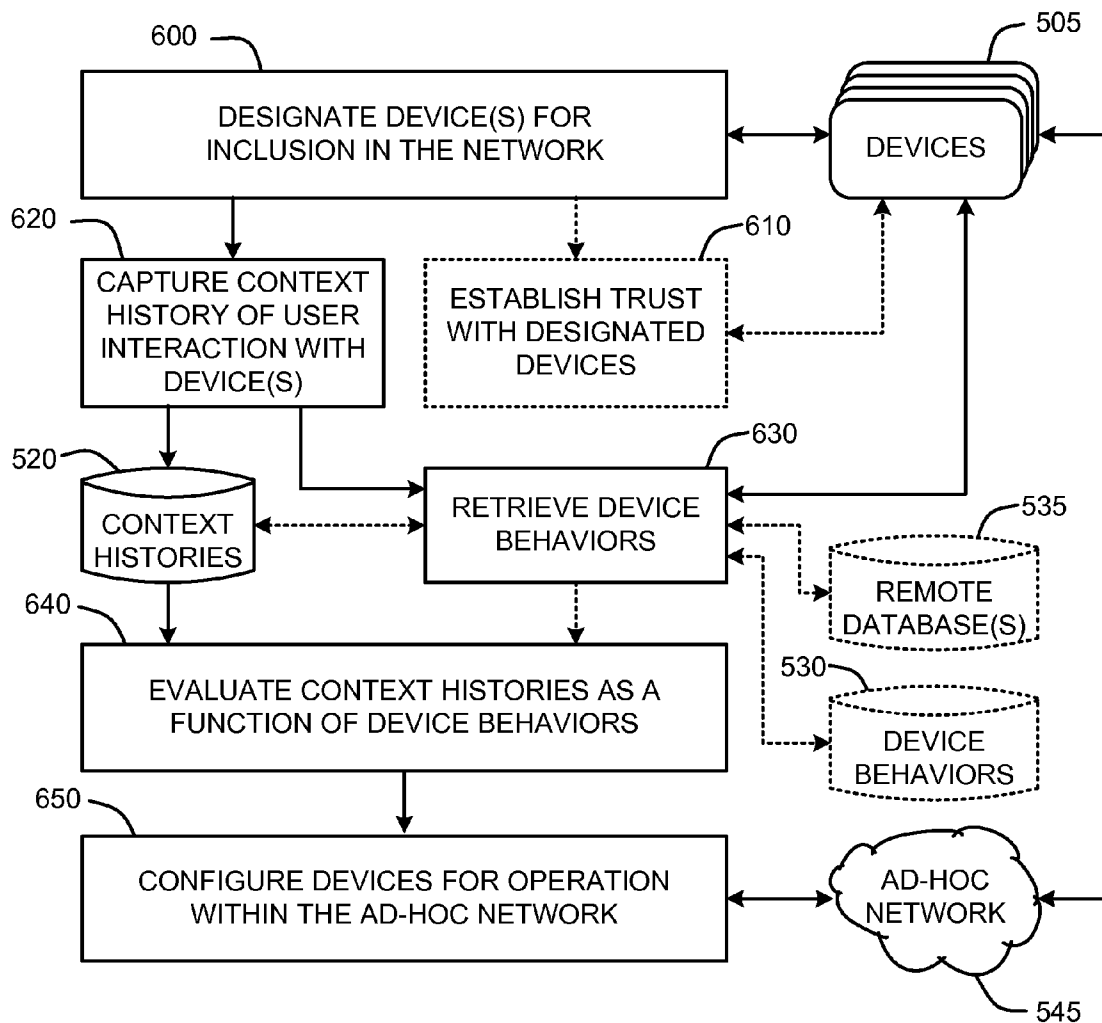 600
505
DESIGNATE DEVICE(S) FOR
INCLUSION IN THE NETWORK
DEVICES
620
610
CAPTURE CONTEXT
HISTORY OF USER
INTERACTION WITH
DEVICE(S)
ESTABLISH TRUST
WITH DESIGNATED
DEVICES
520
630
CONTEXT
HISTORIES
RETRIEVE DEVICE
BEHAVIORS
535
REMOTE
DATABASE(S)
640
530
EVALUATE CONTEXT HISTORIES AS A
FUNCTION OF DEVICE BEHAVIORS
DEVICE
BEHAVIORS
650
CONFIGURE DEVICES FOR OPERATION
WITHIN THE AD-HOC NETWORK
AD-HOC
NETWORK
545